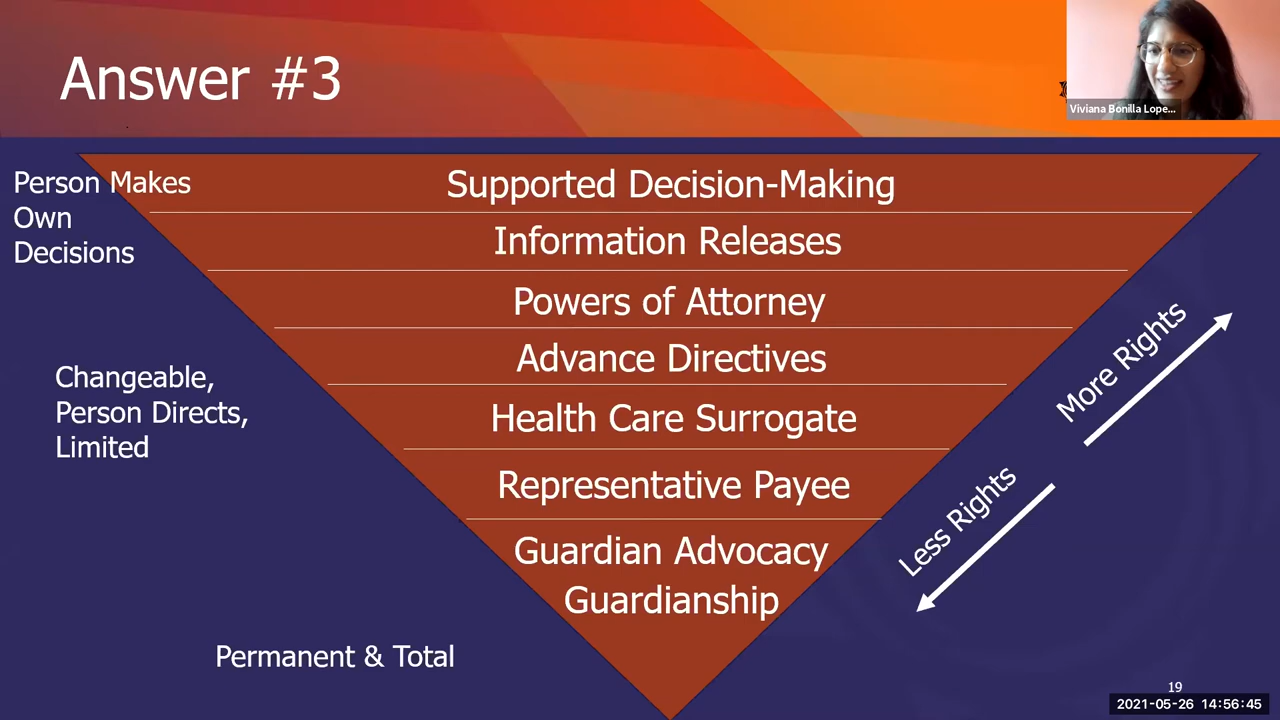 Answer #3
Viviana Bonilla Lope...
Person Makes
Own
Decisions
Supported Decision-Making
Information Releases
Powers of Attorney
Advance Directives
Health Care Surrogate
Representative Payee
Guardian Advocacy
Guardianship
Changeable,
Person Directs,
Limited
Permanent & Total
More Rights
Less Rights
19
2021-05-26 14:56:45